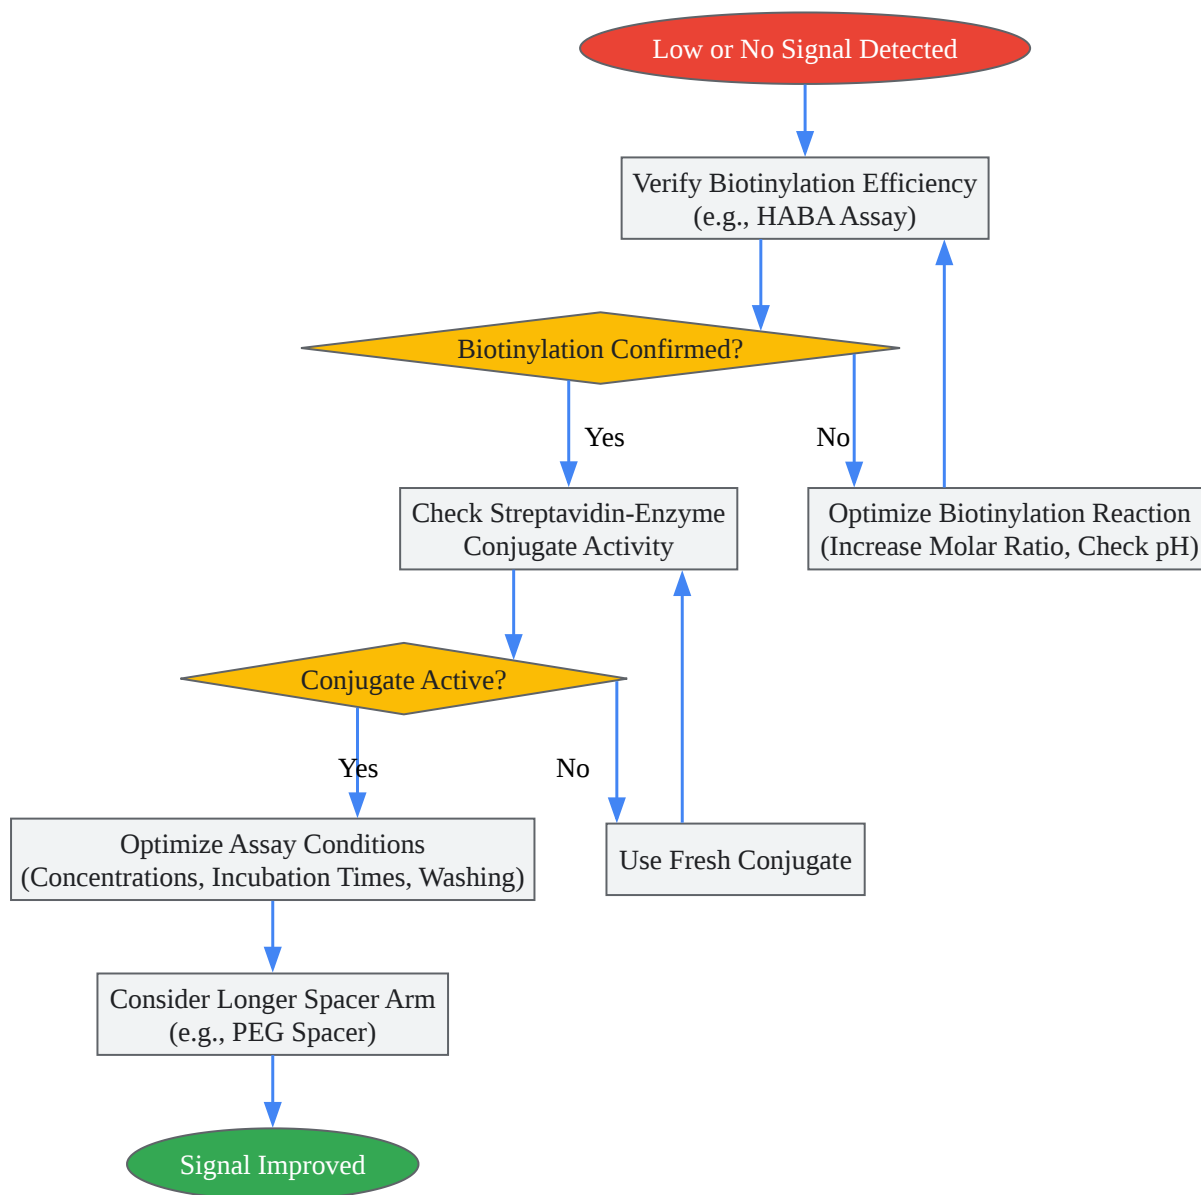 Low or No Signal Detected
Verify Biotinylation Efficiency
(e.g., HABA Assay)
Biotinylation Confirmed?
Yes
No
Check Streptavidin-Enzyme
Conjugate Activity
Optimize Biotinylation Reaction
(Increase Molar Ratio, Check pH)
Conjugate Active?
Yes
No
Optimize Assay Conditions
(Concentrations, Incubation Times, Washing)
Use Fresh Conjugate
Consider Longer Spacer Arm
(e.g., PEG Spacer)
Signal Improved